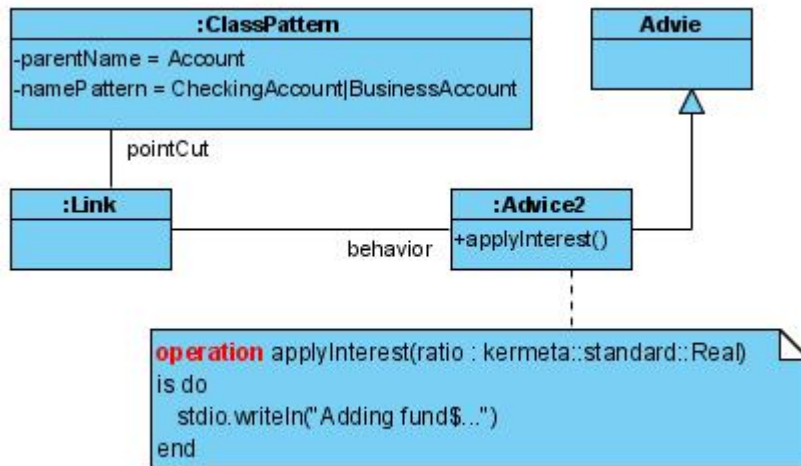 :ClassPattern
-parentName = Account
-namePattern = CheckingAccount|BusinessAccount
Advie
pointCut
:Link
behavior
:Advice2
+applyInterest()
operation applyInterest(ratio : kermeta::standard::Real)
is do
stdio.writeln("Adding fund$...")
end